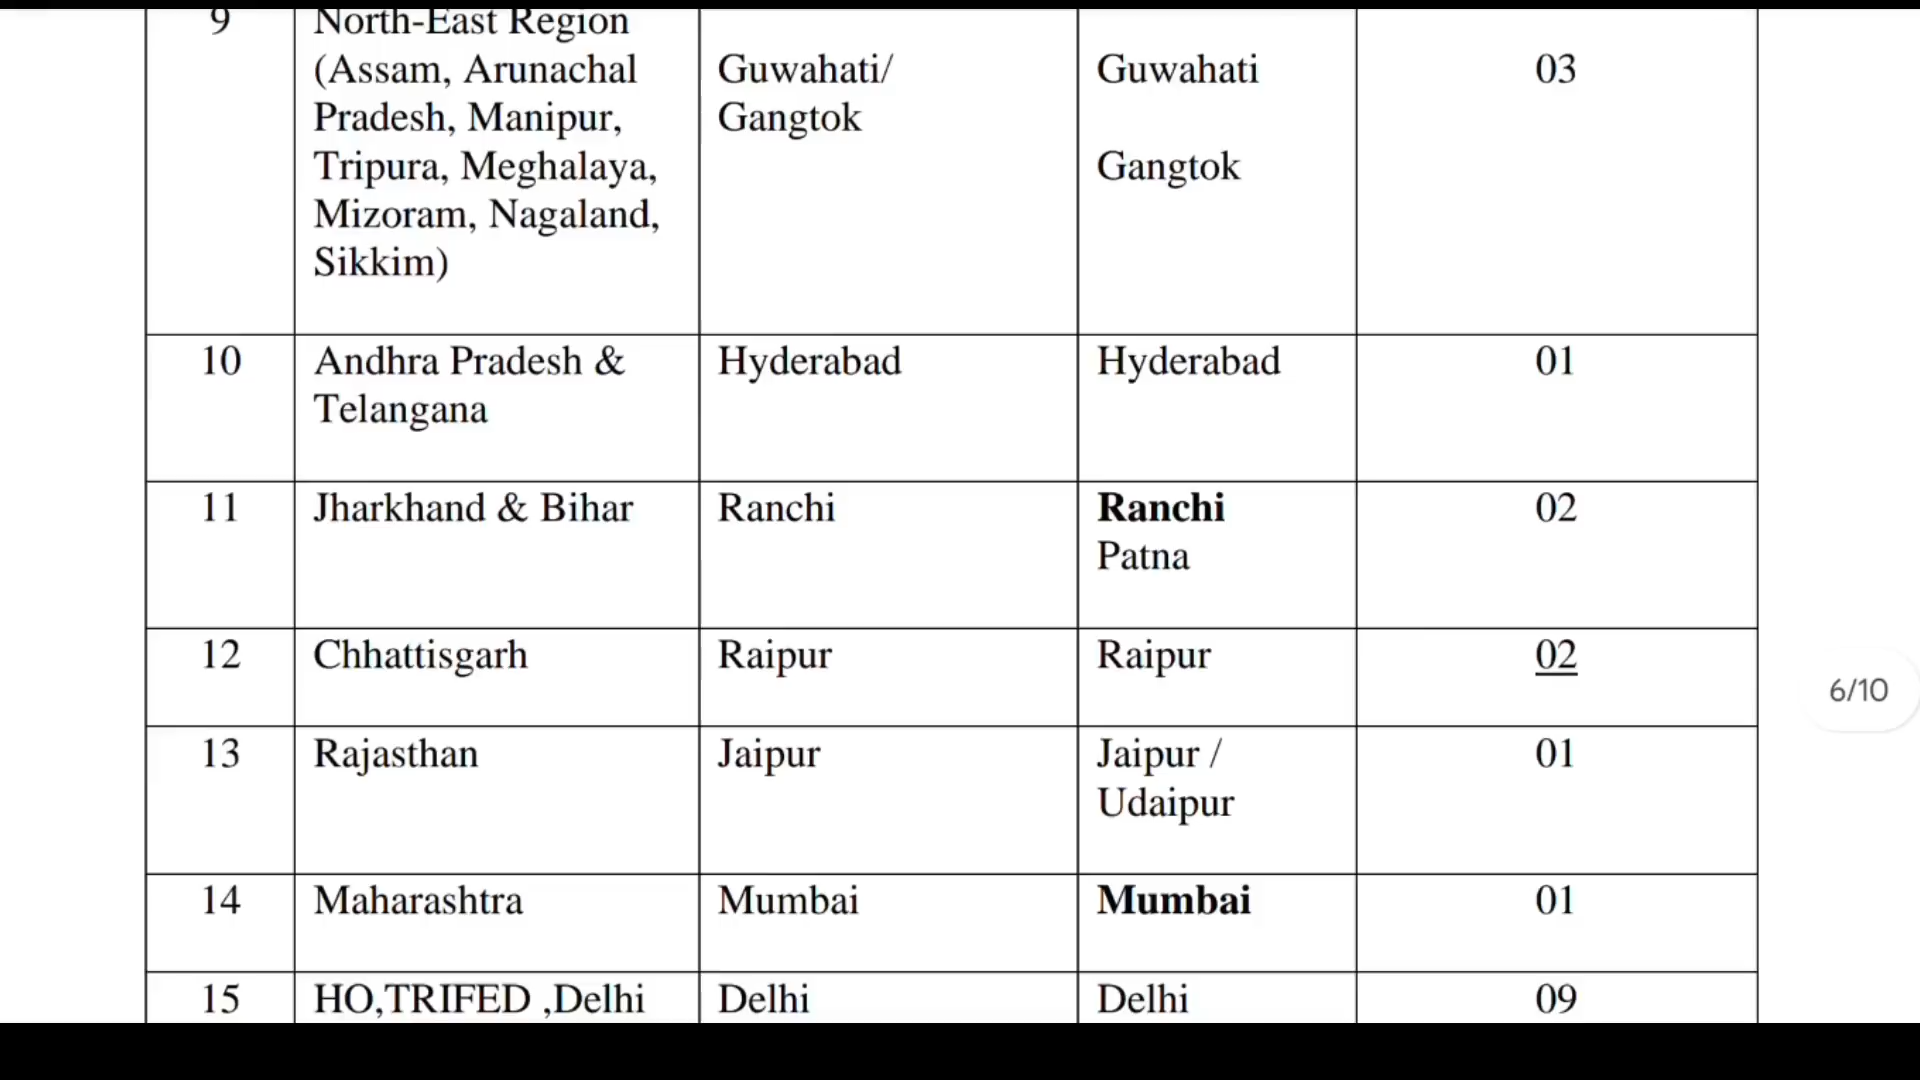 9 North-East Region
(Assam, Arunachal Guwahati/ Guwahati 03
Pradesh, Manipur, Gangtok
Tripura, Meghalaya, Gangtok
Mizoram, Nagaland,
Sikkim)
10 Andhra Pradesh & Hyderabad Hyderabad 01
Telangana
11 Jharkhand & Bihar Ranchi Ranchi 02
Patna
12 Chhattisgarh Raipur Raipur 02
6/10
13 Rajasthan Jaipur Jaipur / 01
Udaipur
14 Maharashtra Mumbai Mumbai 01
15 HO,TRIFED ,Delhi Delhi Delhi 09